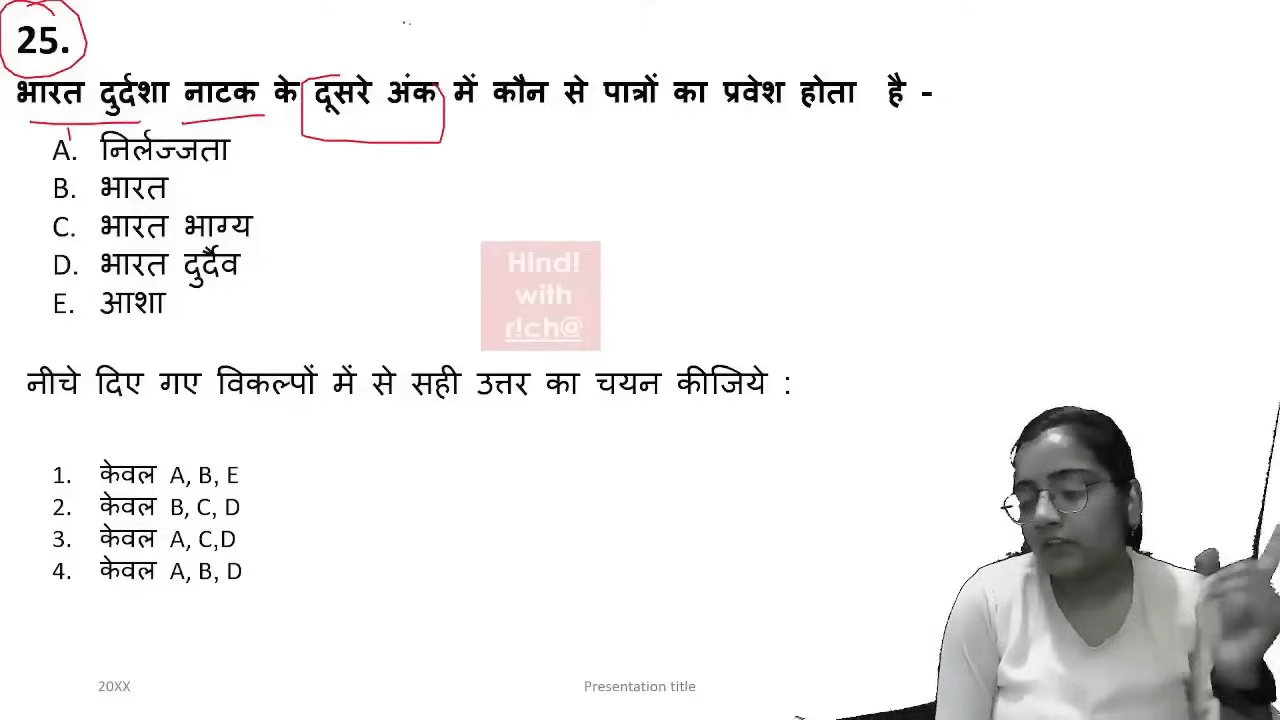 25.
भारत दुर्दशा नाटक के दूसरे अंक में कौन से पात्रों का प्रवेश होता है -
A. निर्लज्जता
B. भारत
C. भारत भाग्य
D. भारत दुर्दैव
E. आशा
Hind!
with
r!ch@
नीचे दिए गए विकल्पों में से सही उत्तर का चयन कीजिये :
1. केवल A, B, E
2. केवल B, C, D
3. केवल A, C,D
4. केवल A, B, D
20XX
Presentation title